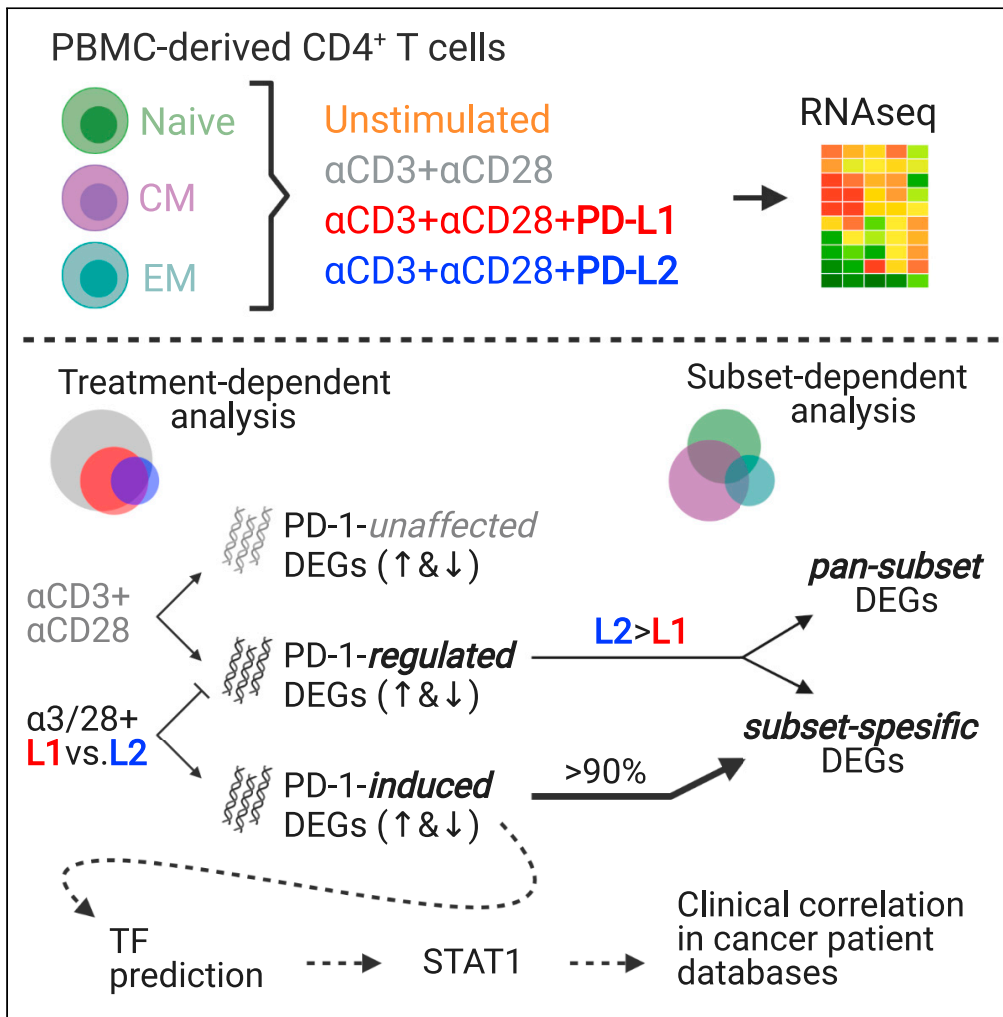 PBMC-derived CD4⁺ T cells
Naive
CM
EM
Unstimulated
αCD3+αCD28
αCD3+αCD28+PD-L1
αCD3+αCD28+PD-L2
RNAseq
Treatment-dependent
analysis
Subset-dependent
analysis
αCD3+
αCD28
α3/28+
L1 vs. L2
PD-1-unaffected
DEGs (↑&↓)
PD-1-regulated
DEGs (↑&↓)
PD-1-induced
DEGs (↑&↓)
L2>L1
>90%
pan-subset
DEGs
subset-spesific
DEGs
TF
prediction
STAT1
Clinical correlation
in cancer patient
databases